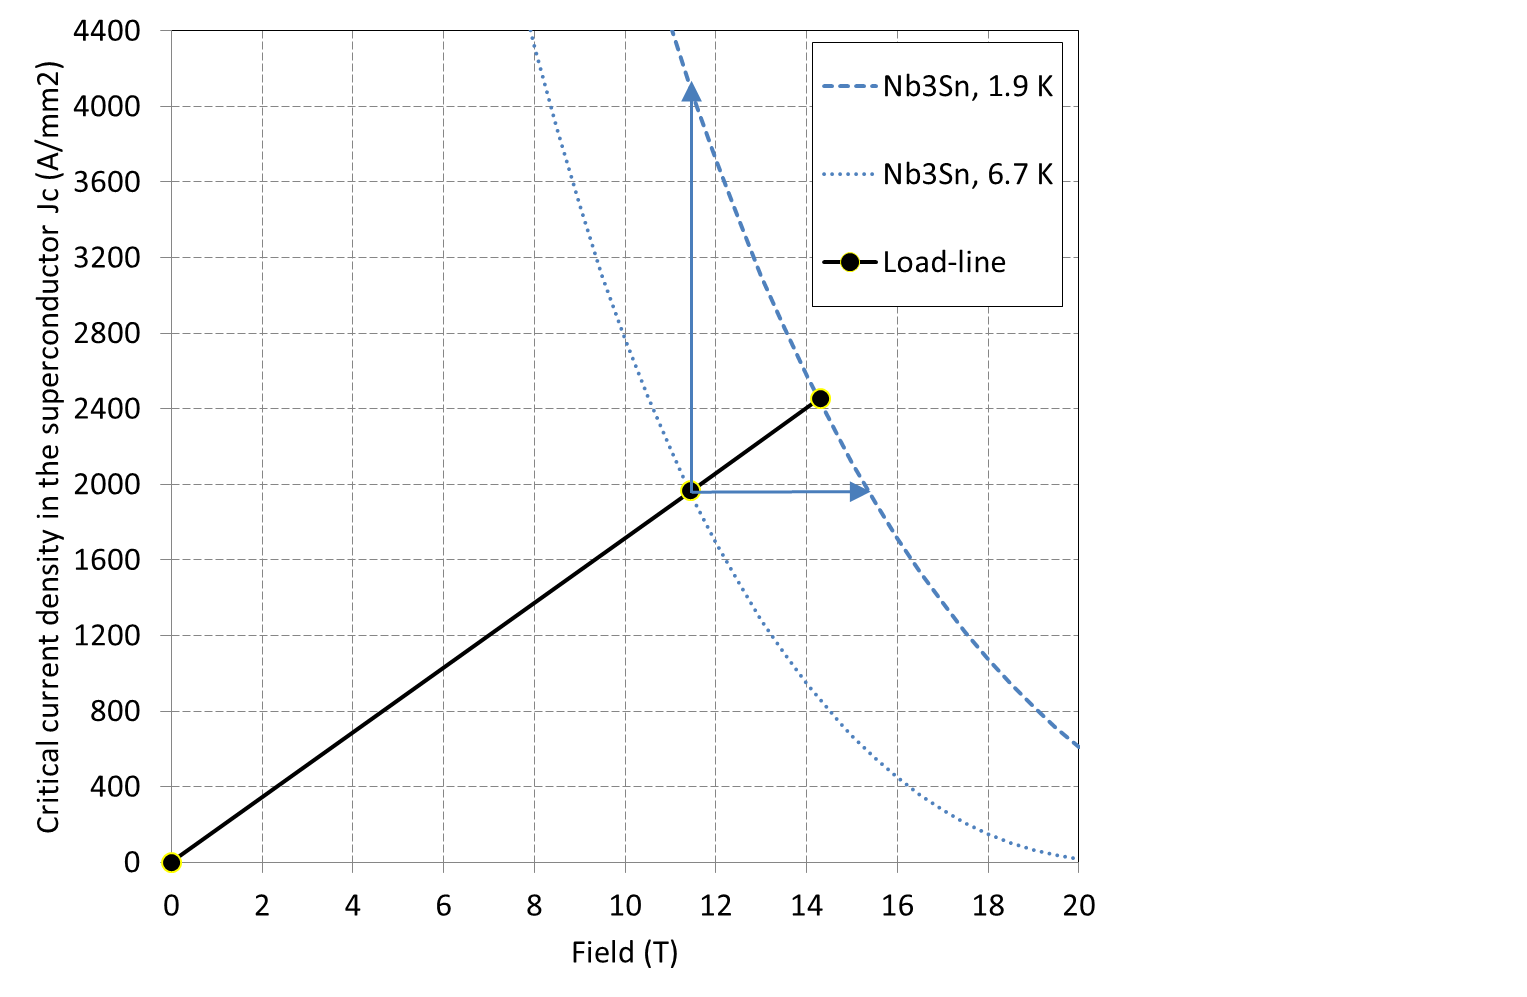 4400
4000
3600
3200
2800
2400
2000
1600
1200
800
400
0
Critical current density in the superconductor Jc (A/mm2)
0 2 4 6 8 10 12 14 16 18 20
Field (T)
Nb3Sn, 1.9 K
Nb3Sn, 6.7 K
Load-line